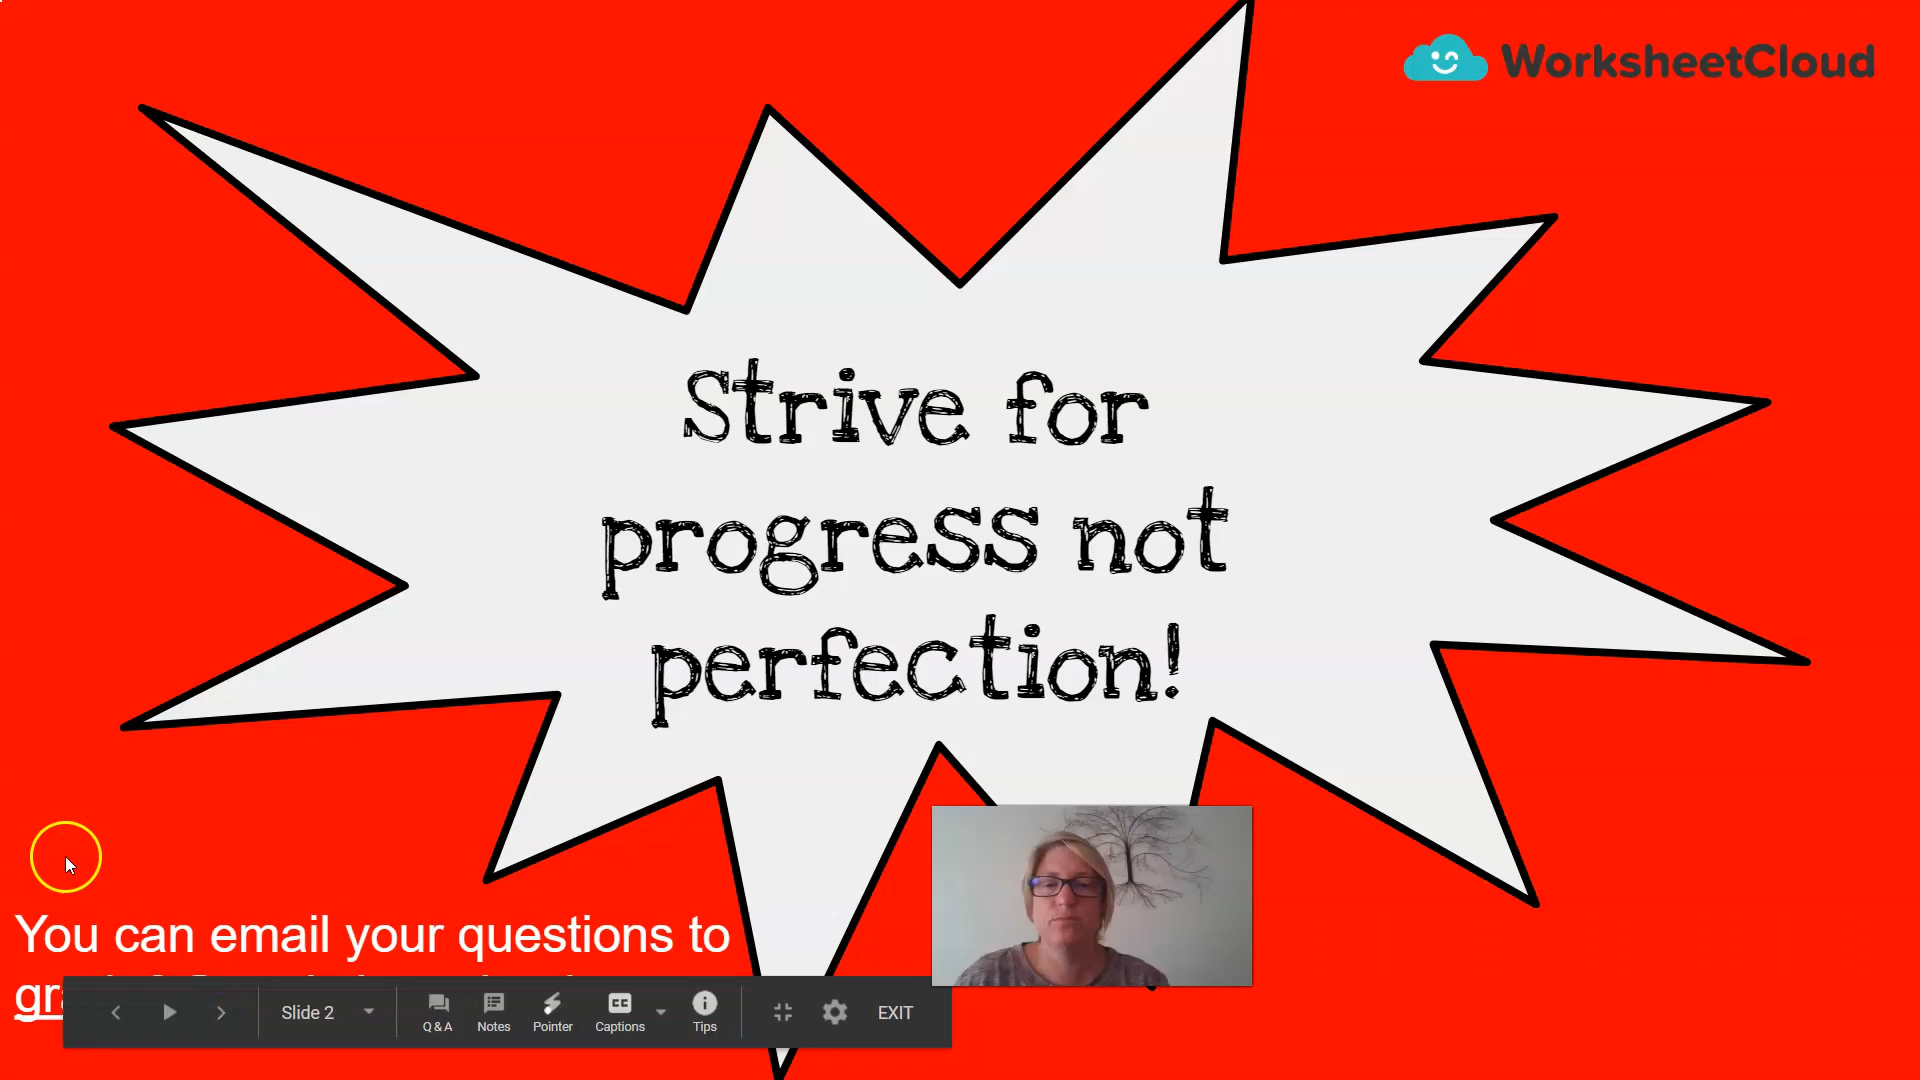 WorksheetCloud
Strive for
progress not
perfection!
You can email your questions to
Slide 2
Q & A
Notes
Pointer
Captions
Tips
EXIT